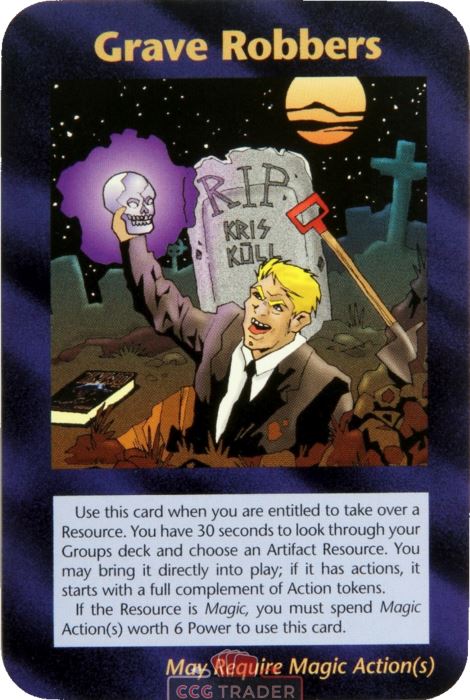 Grave Robbers
R.I.P.
KRIS
KÜLL
Use this card when you are entitled to take over a
Resource. You have 30 seconds to look through your
Groups deck and choose an Artifact Resource. You
may bring it directly into play; if it has actions, it
starts with a full complement of Action tokens.
If the Resource is Magic, you must spend Magic
Action(s) worth 6 Power to use this card.
May Require Magic Action(s)
CCG TRADER